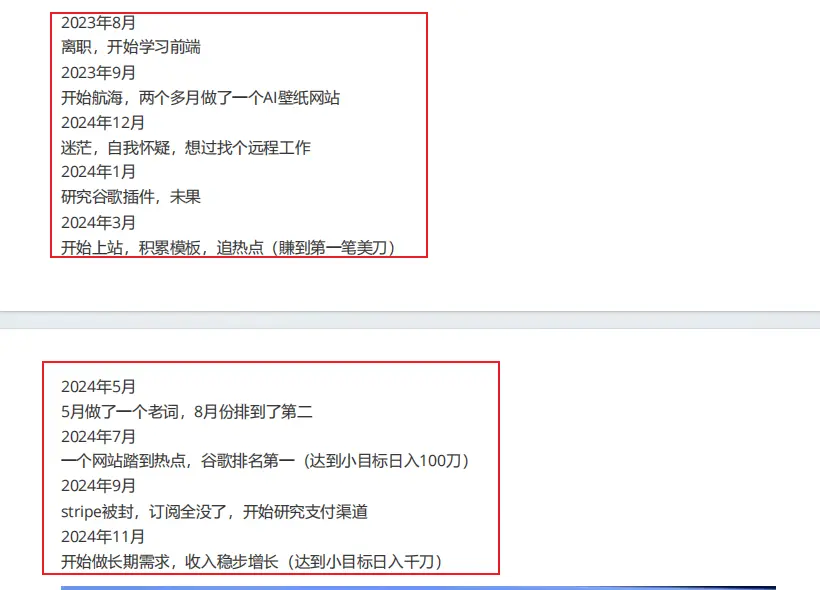 2023年8月
离职，开始学习前端
2023年9月
开始航海，两个多月做了一个AI壁纸网站
2024年12月
迷茫，自我怀疑，想过找个远程工作
2024年1月
研究谷歌插件，未果
2024年3月
开始上站，积累模板，追热点（赚到第一笔美刀）
2024年5月
5月做了一个老词，8月份排到了第二
2024年7月
一个网站踏到热点，谷歌排名第一（达到小目标日入100刀）
2024年9月
stripe被封，订阅全没了，开始研究支付渠道
2024年11月
开始做长期需求，收入稳步增长（达到小目标日入千刀）